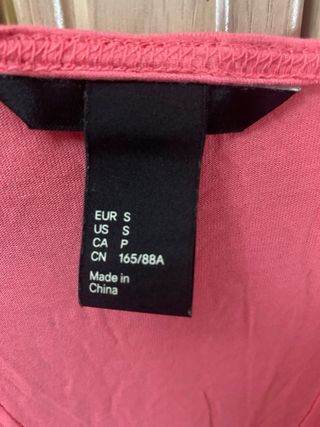 EUR S
US S
CA P
CN 165/88A
Made in
China